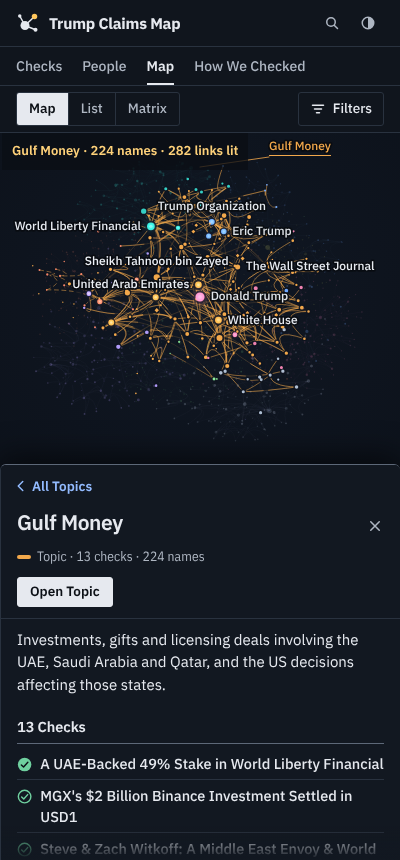 Trump Claims Map
Checks People Map How We Checked
Map List Matrix Filters
Gulf Money · 224 names · 282 links lit
Gulf Money
Trump Organization
World Liberty Financial
Eric Trump
Sheikh Tahnoon bin Zayed
The Wall Street Journal
United Arab Emirates
Donald Trump
White House
All Topics
Gulf Money
Topic · 13 checks · 224 names
Open Topic
Investments, gifts and licensing deals involving the
UAE, Saudi Arabia and Qatar, and the US decisions
affecting those states.
13 Checks
A UAE-Backed 49% Stake in World Liberty Financial
MGX's $2 Billion Binance Investment Settled in
USD1
Steve & Zach Witkoff: A Middle East Envoy & World